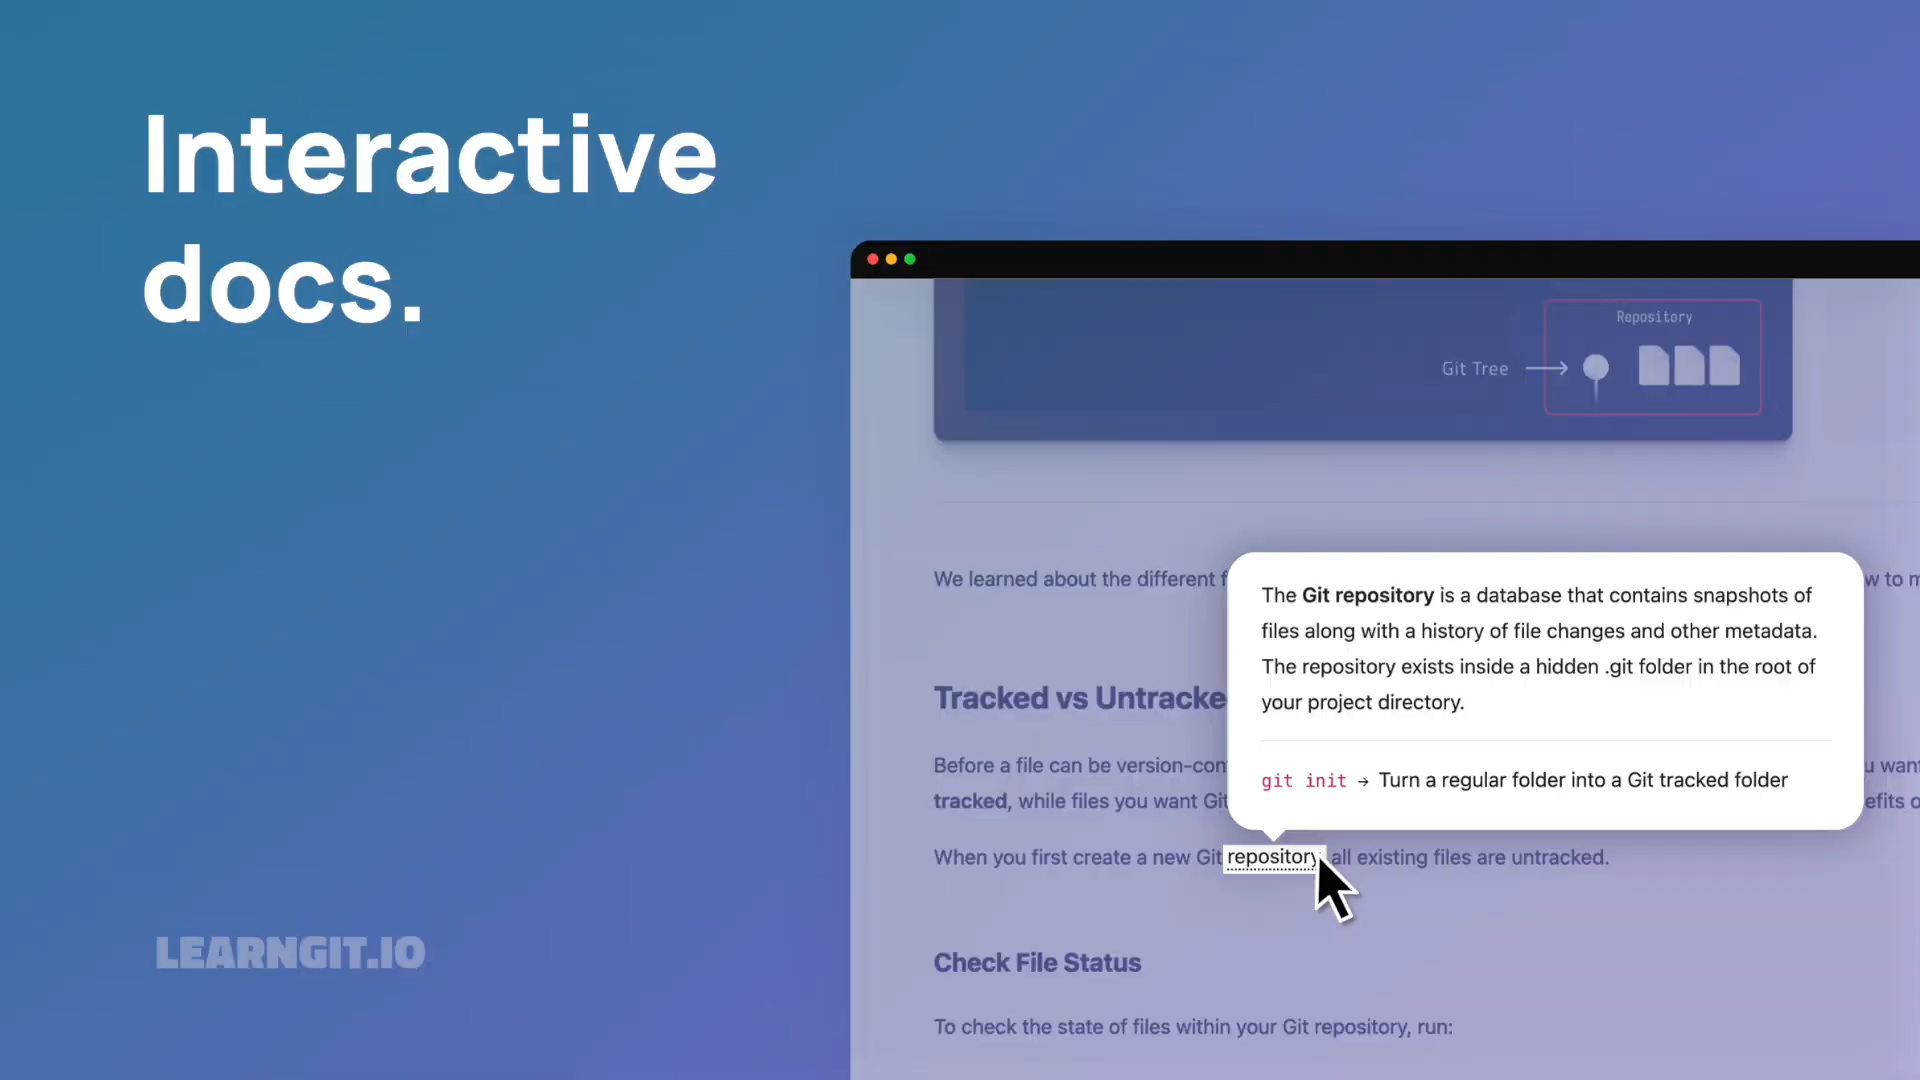 Interactive
docs.
Repository
Git Tree
We learned about the different
w to m
The Git repository is a database that contains snapshots of
files along with a history of file changes and other metadata.
The repository exists inside a hidden .git folder in the root of
your project directory.
git init → Turn a regular folder into a Git tracked folder
Tracked vs Untracke
Before a file can be version-con
u want
tracked, while files you want Git
efits o
When you first create a new Git repository, all existing files are untracked.
Check File Status
To check the state of files within your Git repository, run:
LEARNGIT.IO